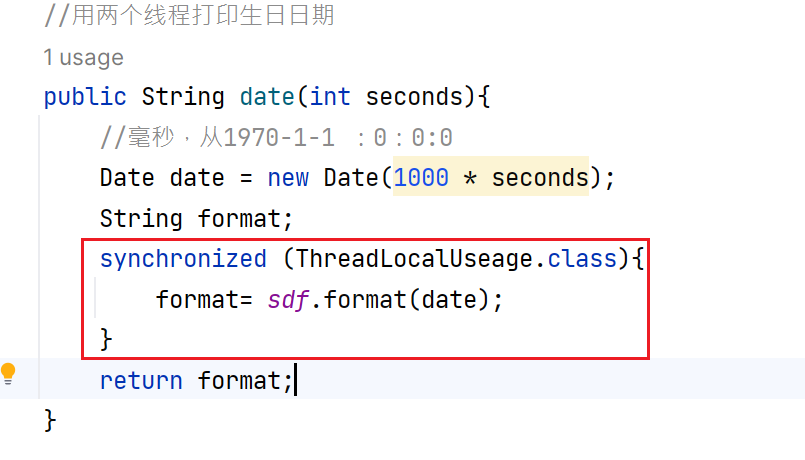 //用两个线程打印生日日期
1 usage
public String date(int seconds){
//毫秒，从1970-1-1 ：0：0:0
Date date = new Date(1000 * seconds);
String format;
synchronized (ThreadLocalUseage.class){
format= sdf.format(date);
}
return format;
}